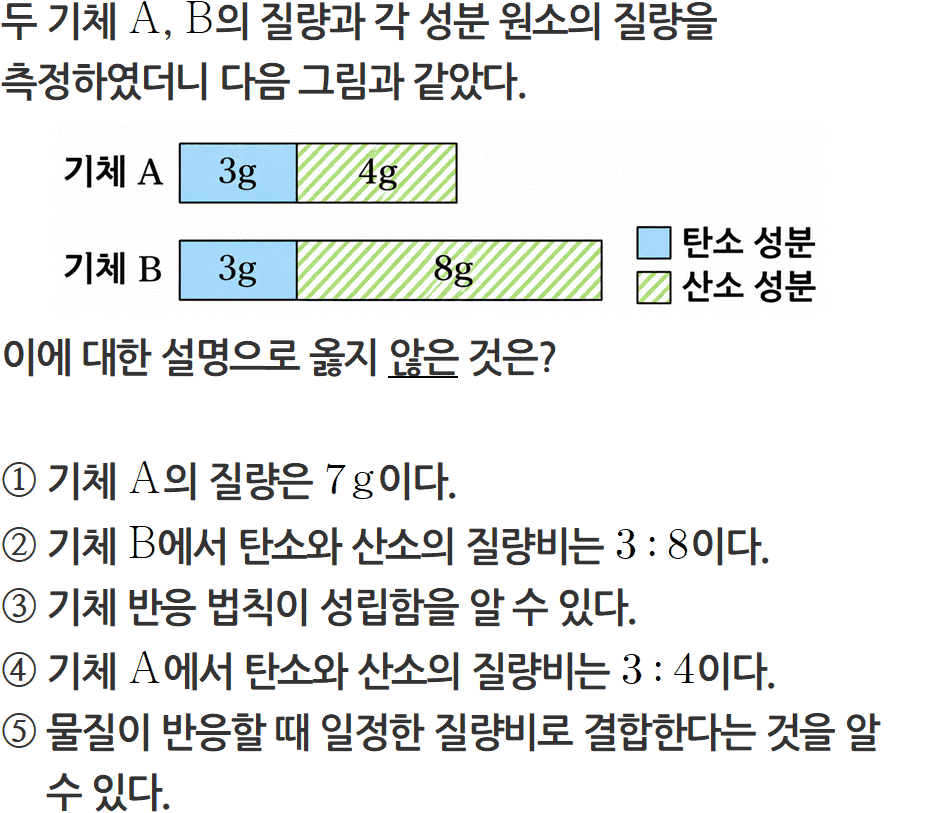 두 기체 A, B의 질량과 각 성분 원소의 질량을
측정하였더니 다음 그림과 같았다.
기체 A 3g 4g
기체 B 3g 8g
탄소 성분
산소 성분
이에 대한 설명으로 옳지 않은 것은?
① 기체 A의 질량은 7g이다.
② 기체 B에서 탄소와 산소의 질량비는 3 : 8이다.
③ 기체 반응 법칙이 성립함을 알 수 있다.
④ 기체 A에서 탄소와 산소의 질량비는 3 : 4이다.
⑤ 물질이 반응할 때 일정한 질량비로 결합한다는 것을 알
수 있다.